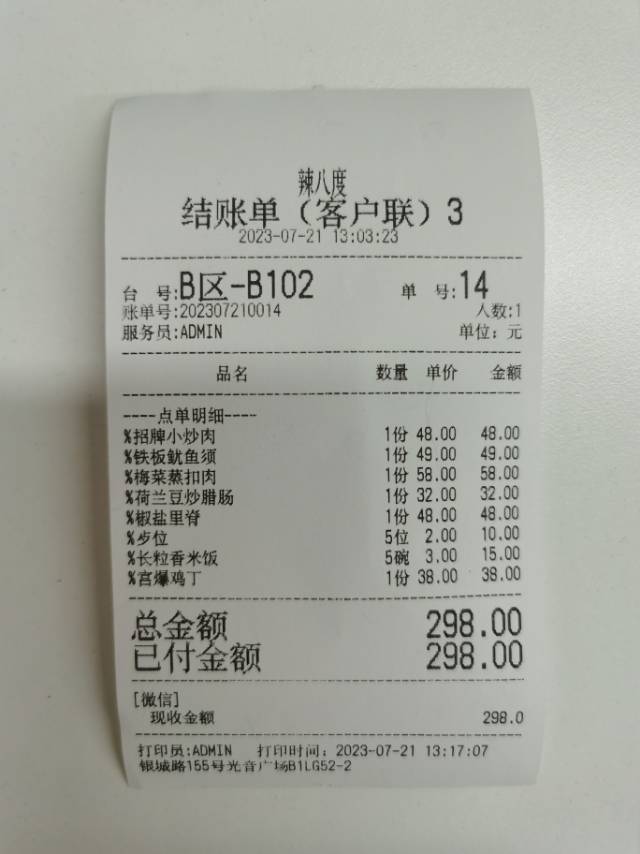 辣八度
结账单（客户联）3
2023-07-21 13:03:23
台 号:B区-B102 单 号:14
账单号:202307210014 人数:1
服务员:ADMIN 单位: 元
品名 数量 单价 金额
----点单明细----
%招牌小炒肉 1份 48.00 48.00
%铁板鱿鱼须 1份 49.00 49.00
%梅菜蒸扣肉 1份 58.00 58.00
%荷兰豆炒腊肠 1份 32.00 32.00
%椒盐里脊 1份 48.00 48.00
%歺位 5位 2.00 10.00
%长粒香米饭 5碗 3.00 15.00
%宫爆鸡丁 1份 38.00 38.00
总金额 298.00
已付金额 298.00
[微信]
现收金额 298.0
打印员:ADMIN 打印时间: 2023-07-21 13:17:07
银城路155号光音广场B1LG52-2